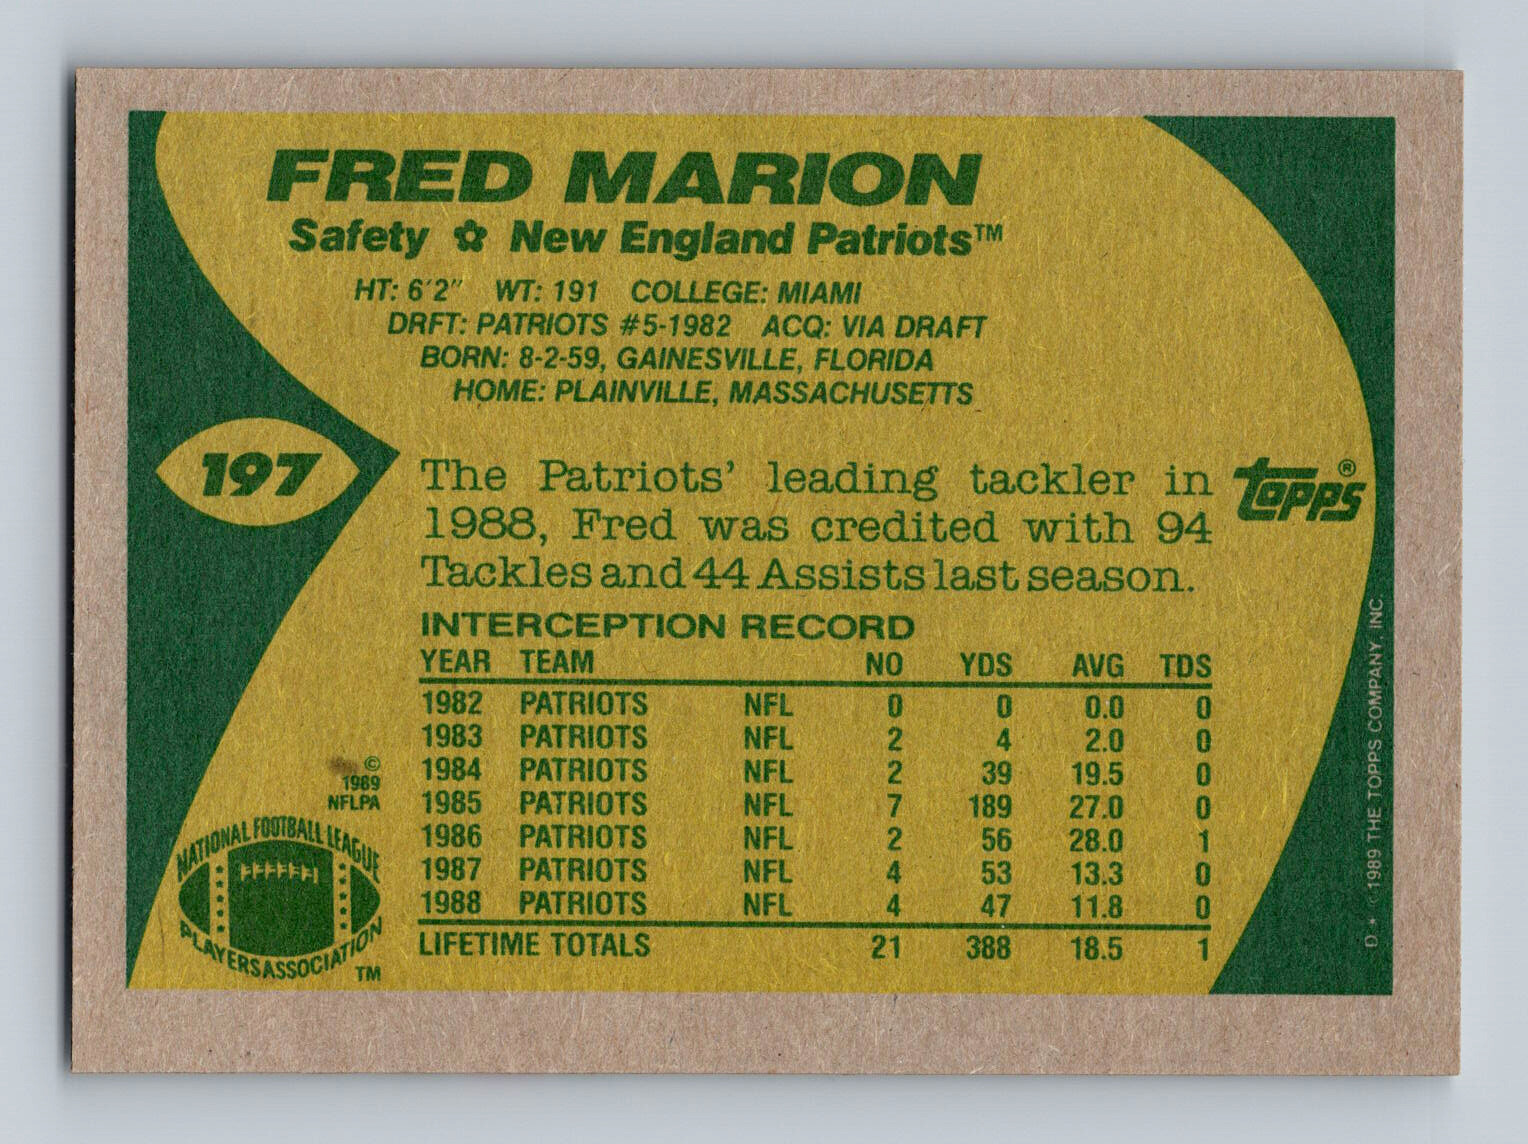 FRED MARION
Safety ✿ New England Patriots™
HT: 6'2" WT: 191 COLLEGE: MIAMI
DRFT: PATRIOTS #5-1982 ACQ: VIA DRAFT
BORN: 8-2-59, GAINESVILLE, FLORIDA
HOME: PLAINVILLE, MASSACHUSETTS
197
The Patriots' leading tackler in
1988, Fred was credited with 94
Tackles and 44 Assists last season.
topps®
INTERCEPTION RECORD
YEAR TEAM NO YDS AVG TDS
1982 PATRIOTS NFL 0 0 0.0 0
1983 PATRIOTS NFL 2 4 2.0 0
1984 PATRIOTS NFL 2 39 19.5 0
1985 PATRIOTS NFL 7 189 27.0 0
1986 PATRIOTS NFL 2 56 28.0 1
1987 PATRIOTS NFL 4 53 13.3 0
1988 PATRIOTS NFL 4 47 11.8 0
LIFETIME TOTALS 21 388 18.5 1
©
1989
NFLPA
NATIONAL FOOTBALL LEAGUE
PLAYERS ASSOCIATION
TM
D * © 1989 THE TOPPS COMPANY, INC.